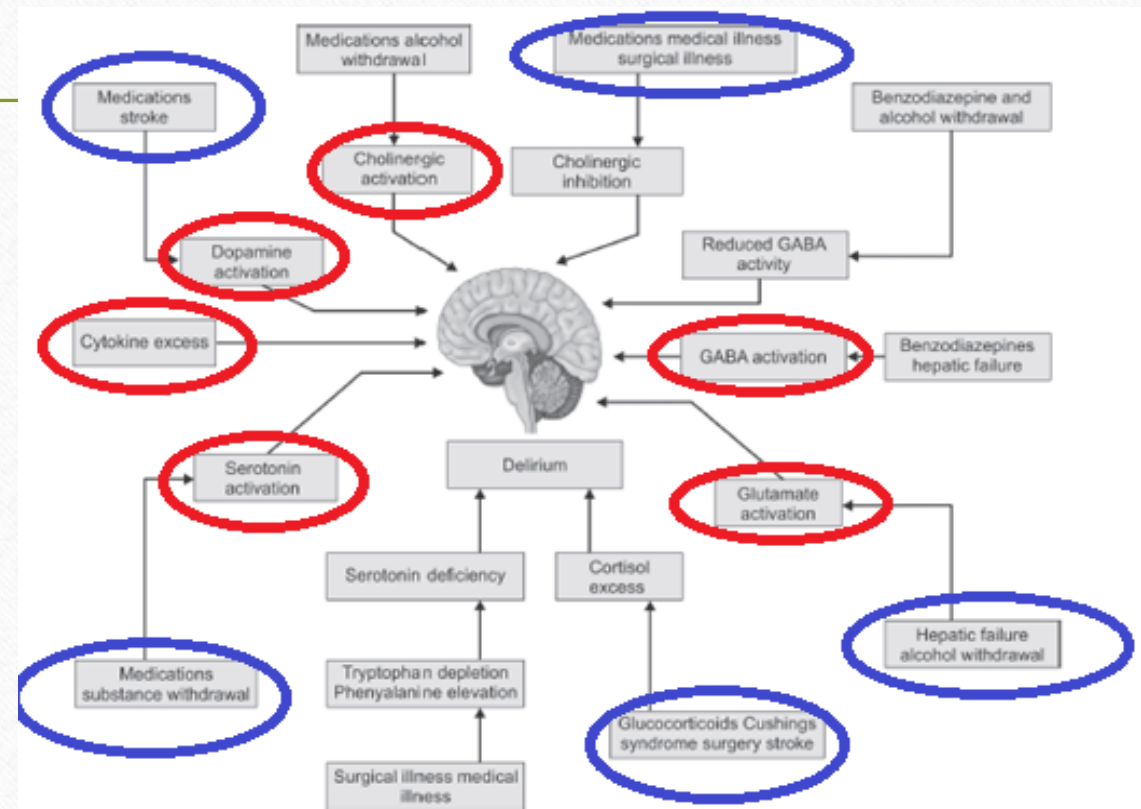 Medications alcohol
withdrawal
Medications medical illness
surgical illness
Medications
stroke
Benzodiazepine and
alcohol withdrawal
Cholinergic
activation
Cholinergic
inhibition
Dopamine
activation
Reduced GABA
activity
Cytokine excess
GABA activation
Benzodiazepines
hepatic failure
Serotonin
activation
Delirium
Glutamate
activation
Serotonin deficiency
Cortisol
excess
Hepatic failure
alcohol withdrawal
Medications
substance withdrawal
Tryptophan depletion
Phenyalanine elevation
Glucocorticoids Cushings
syndrome surgery stroke
Surgical illness medical
illness